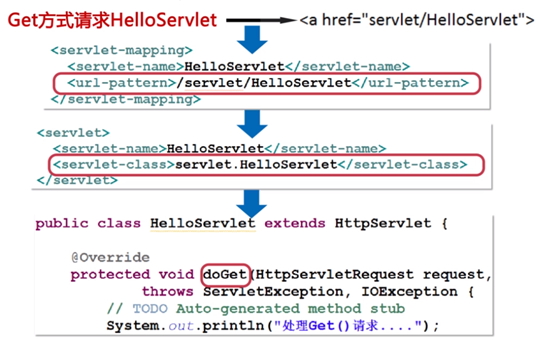 Get方式请求HelloServlet <a href="servlet/HelloServlet">
<servlet-mapping>
<servlet-name>HelloServlet</servlet-name>
<url-pattern>/servlet/HelloServlet</url-pattern>
</servlet-mapping>
<servlet>
<servlet-name>HelloServlet</servlet-name>
<servlet-class>servlet.HelloServlet</servlet-class>
</servlet>
public class HelloServlet extends HttpServlet {
@Override
protected void doGet(HttpServletRequest request,
throws ServletException, IOException {
// TODO Auto-generated method stub
System.out.println("处理Get()请求....");